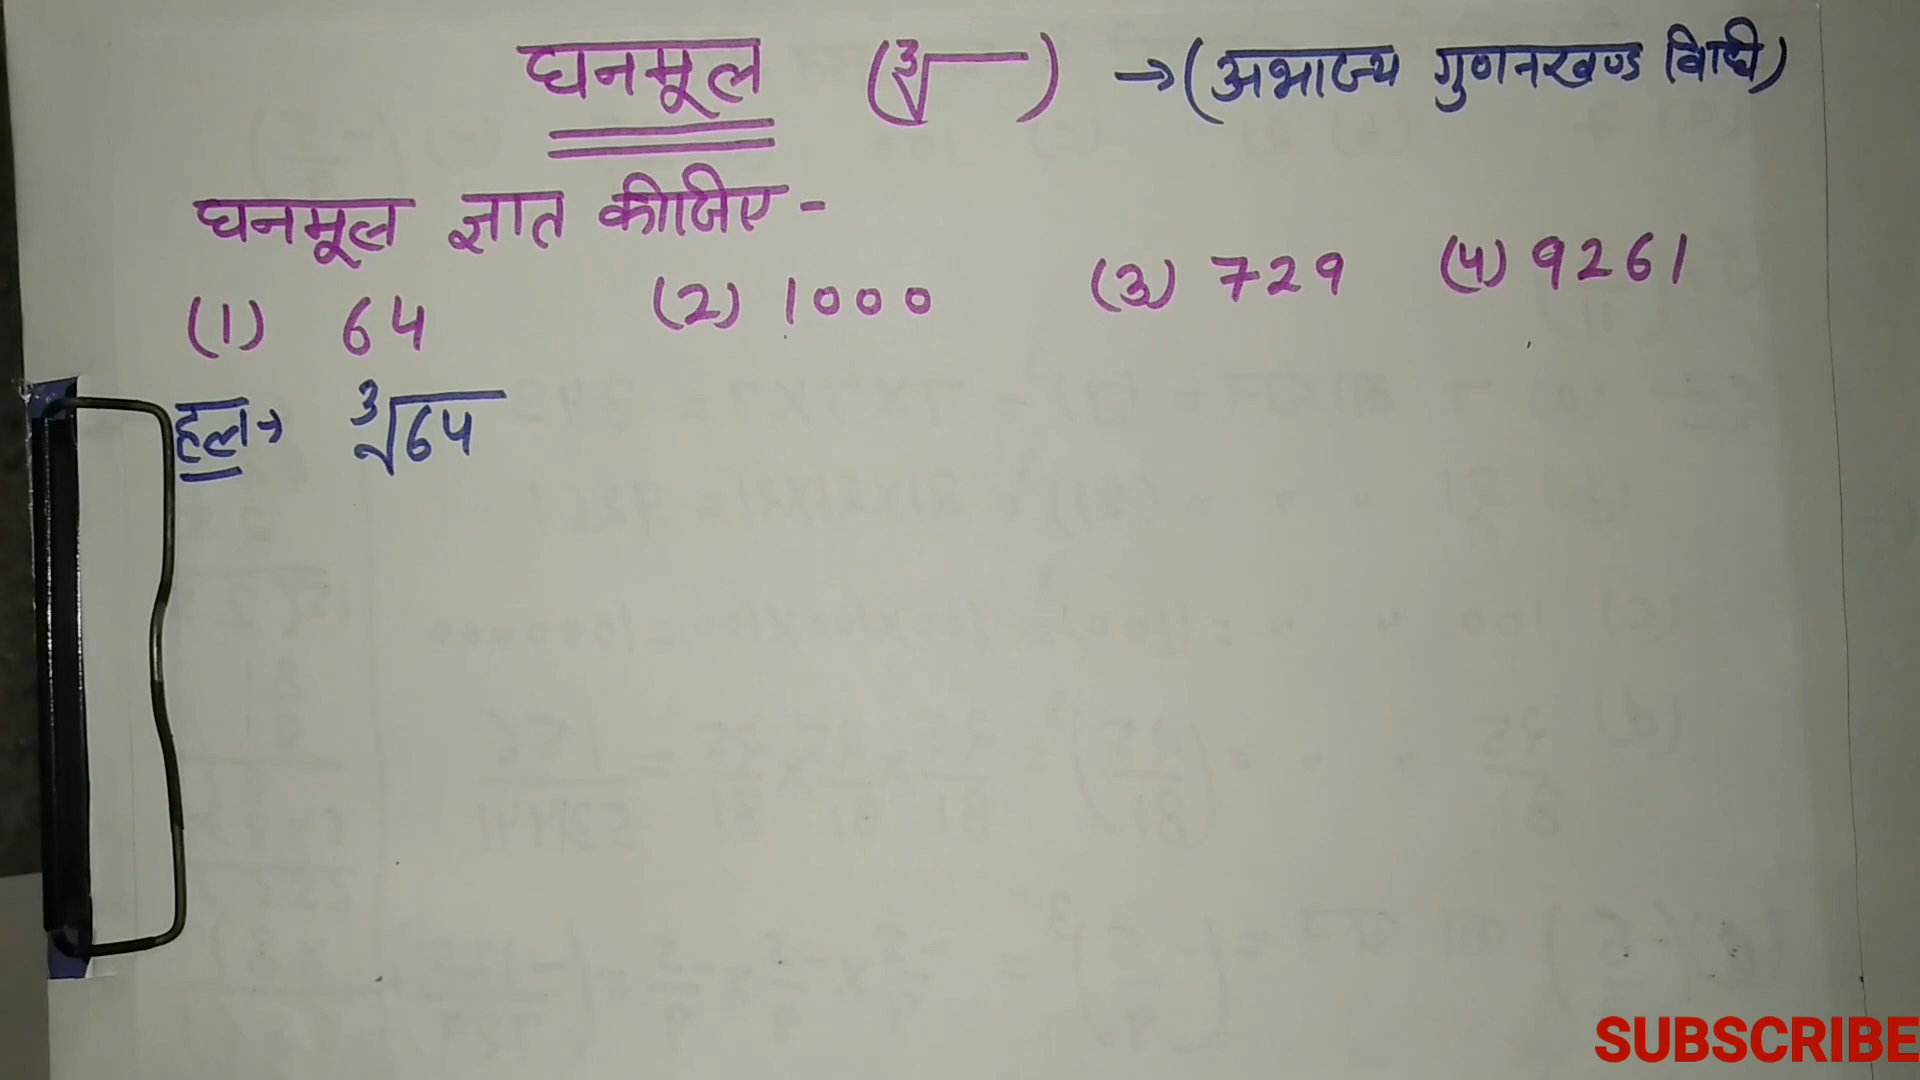 घनमूल (∛‾) → (अभाज्य गुणनखण्ड विधि)
घनमूल ज्ञात कीजिए -
(1) 64 (2) 1000 (3) 729 (4) 9261
हल→ ∛64
SUBSCRIBE